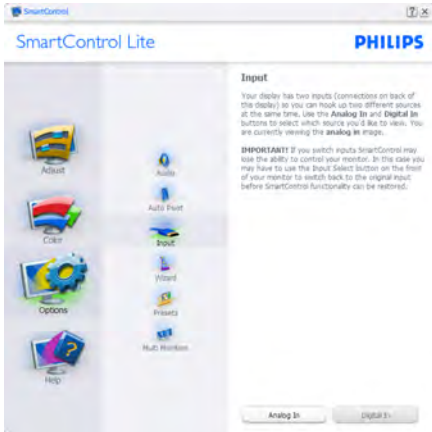 SmartControl
SmartControl Lite
PHILIPS
Adjust
Color
Options
Help
Audio
Auto Pivot
Input
Wizard
Presets
Multi Monitors
Input
Your display has two inputs (connections on back of
this display) so you can hook up two different sources
at the same time. Use the Analog In and Digital In
buttons to select which source you'd like to view. You
are currently viewing the analog in image.
IMPORTANT! If you switch inputs SmartControl may
lose the ability to control your monitor. In this case you
may have to use the Input Select button on the front
of your monitor to switch back to the original input
before SmartControl functionality can be restored.
Analog In
Digital In